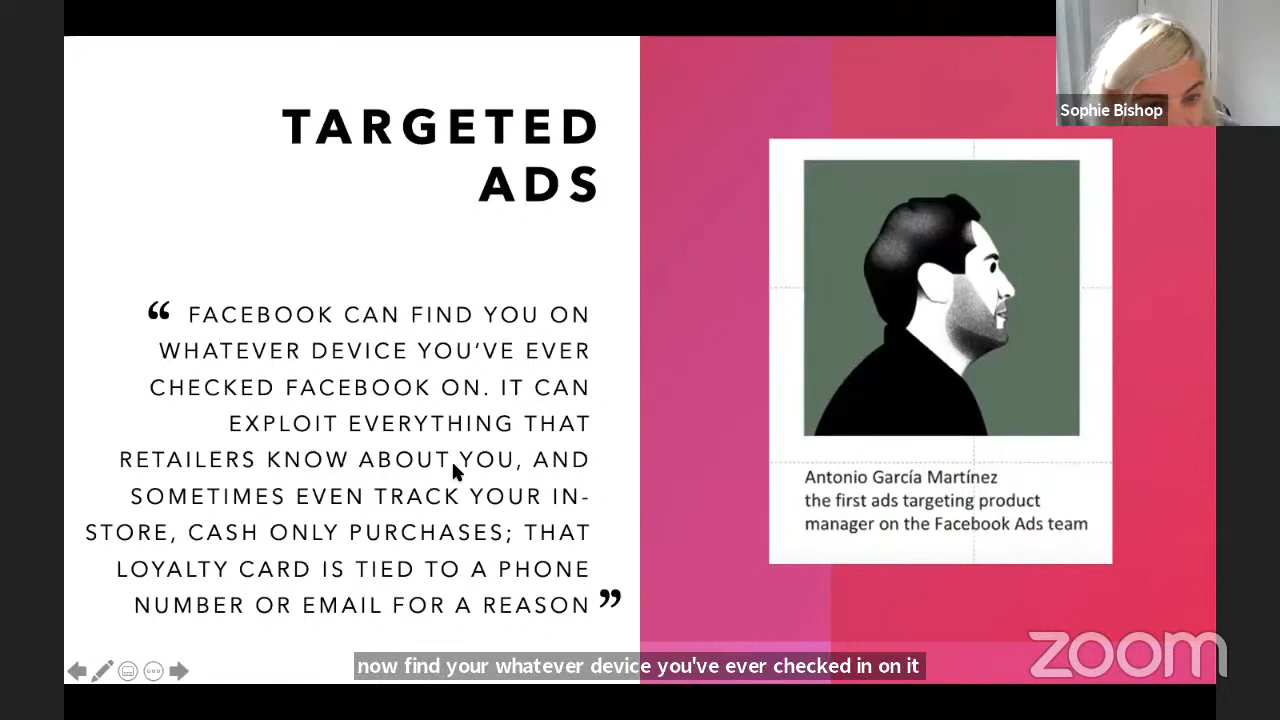 TARGETED
ADS
“ FACEBOOK CAN FIND YOU ON
WHATEVER DEVICE YOU’VE EVER
CHECKED FACEBOOK ON. IT CAN
EXPLOIT EVERYTHING THAT
RETAILERS KNOW ABOUT YOU, AND
SOMETIMES EVEN TRACK YOUR IN-
STORE, CASH ONLY PURCHASES; THAT
LOYALTY CARD IS TIED TO A PHONE
NUMBER OR EMAIL FOR A REASON ”
Sophie Bishop
Antonio García Martínez
the first ads targeting product
manager on the Facebook Ads team
now find your whatever device you've ever checked in on it
zoom